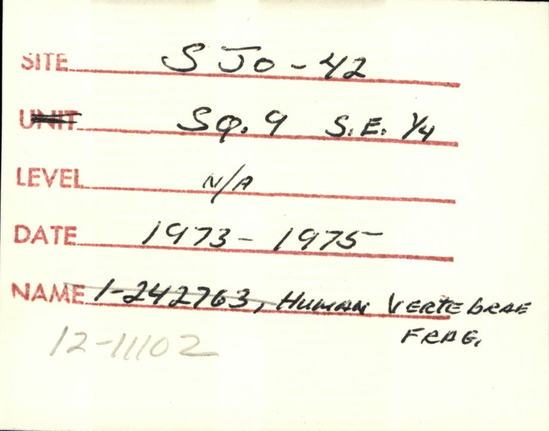 SITE S JO-42
UNIT SQ. 9 S.E. 1/4
LEVEL N/A
DATE 1973-1975
NAME 1-242763, HUMAN VERTEBRAE
FRAG.
12-11102